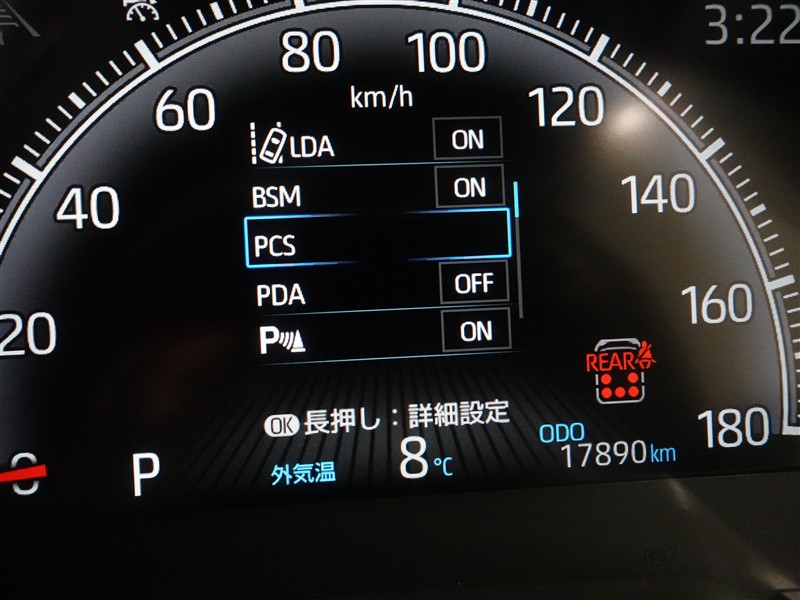 3:22
80
100
60
km/h
120
LDA ON
40
BSM ON
140
PCS
PDA OFF
20
P ON
160
REAR
OK 長押し：詳細設定
180
P
外気温 8 ℃
ODO
17890 km